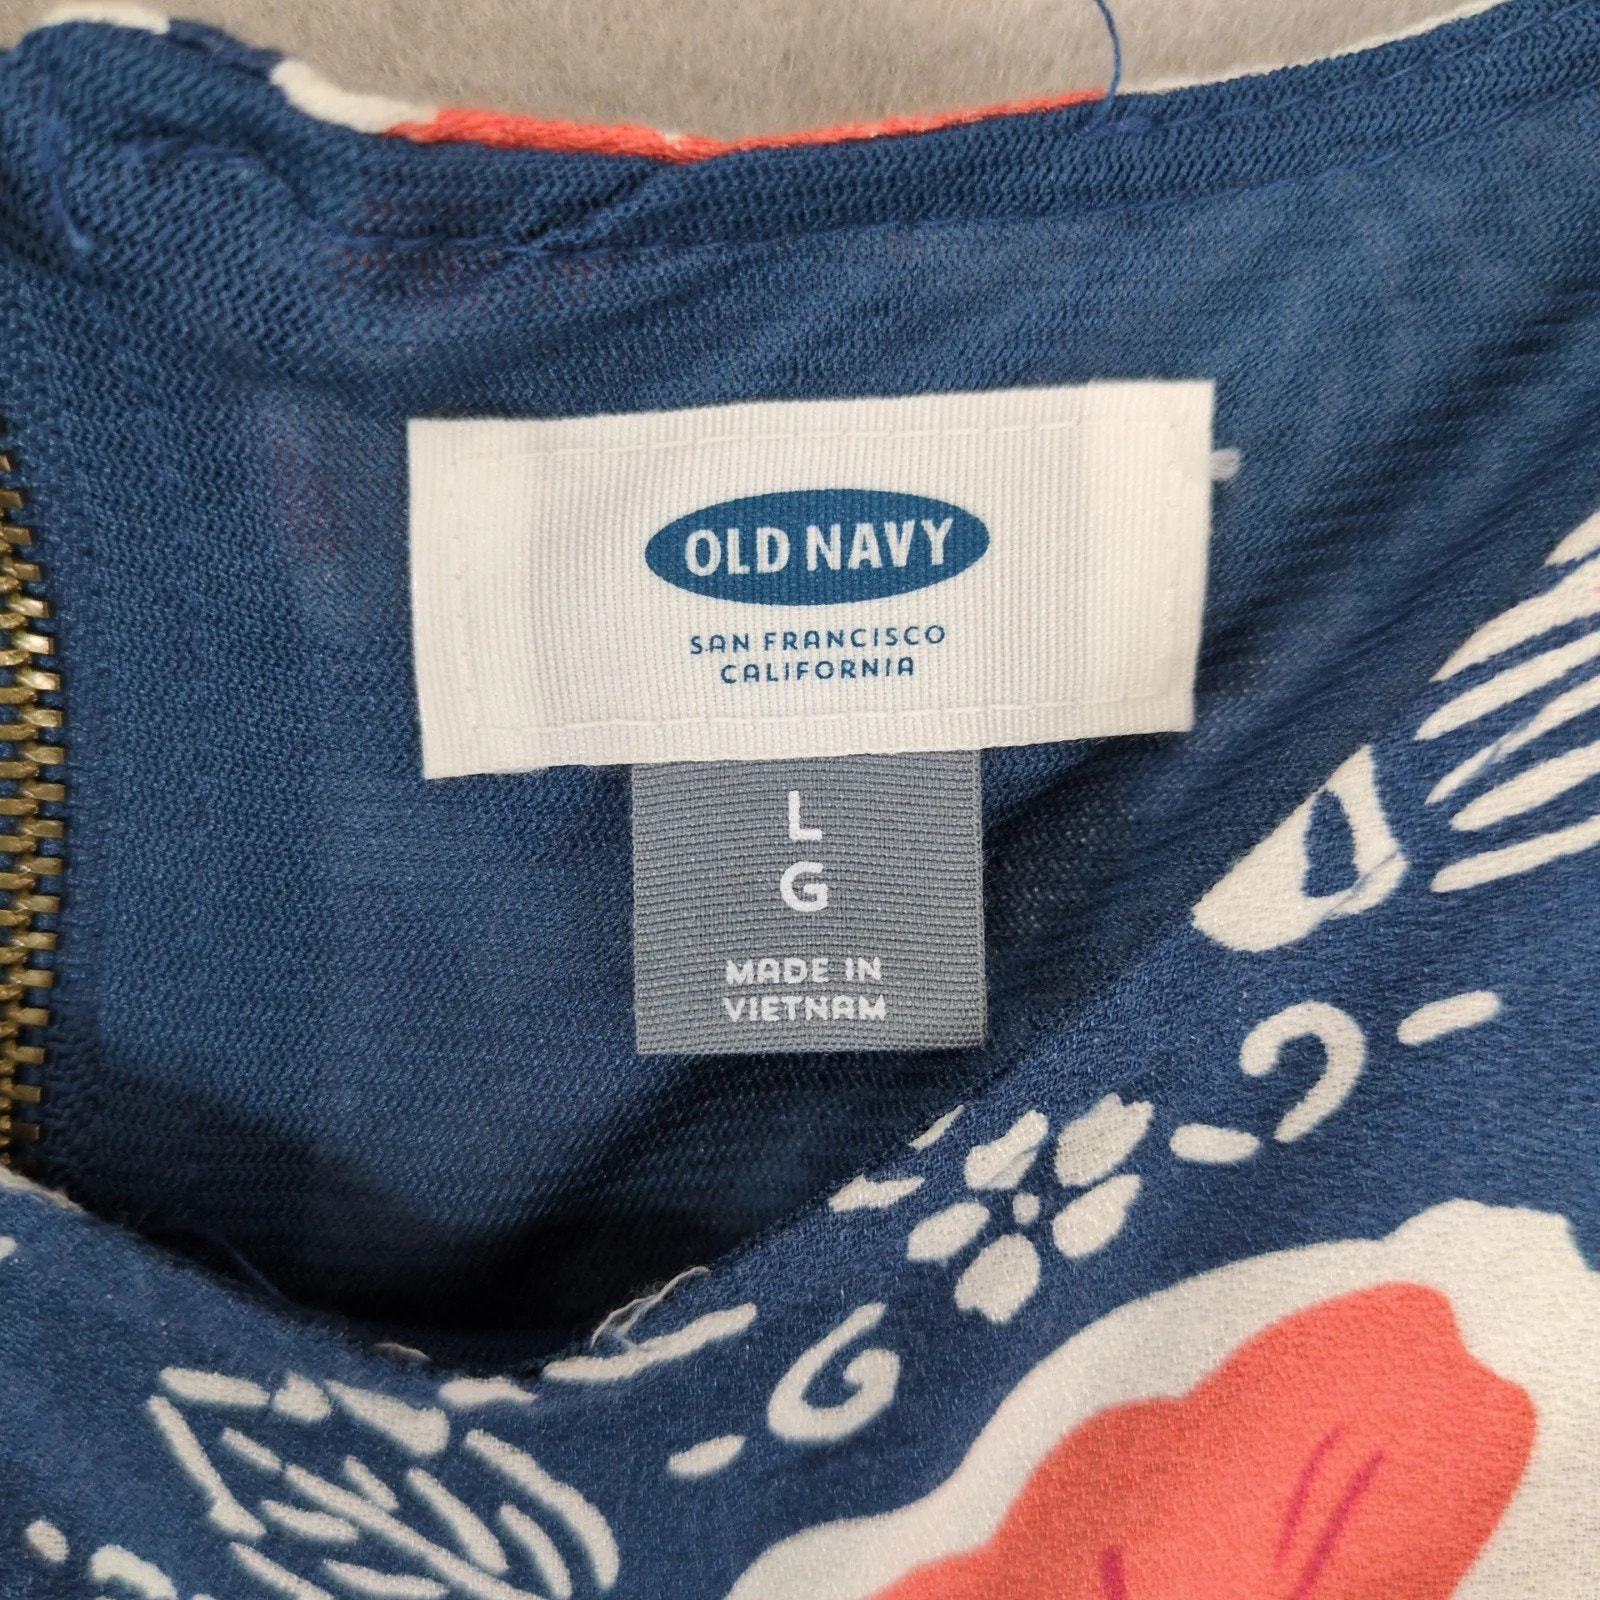 OLD NAVY
SAN FRANCISCO
CALIFORNIA
L
G
MADE IN
VIETNAM